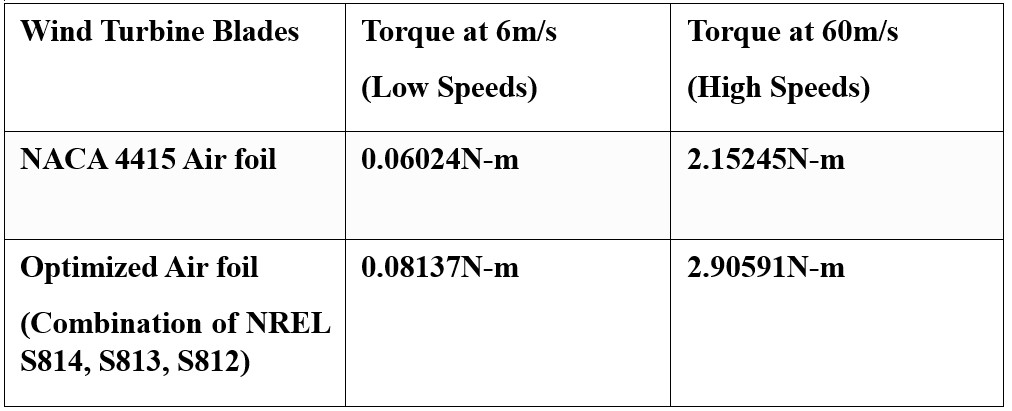 Wind Turbine Blades
Torque at 6m/s
(Low Speeds)
Torque at 60m/s
(High Speeds)
NACA 4415 Air foil
0.06024N-m
2.15245N-m
Optimized Air foil
(Combination of NREL
S814, S813, S812)
0.08137N-m
2.90591N-m